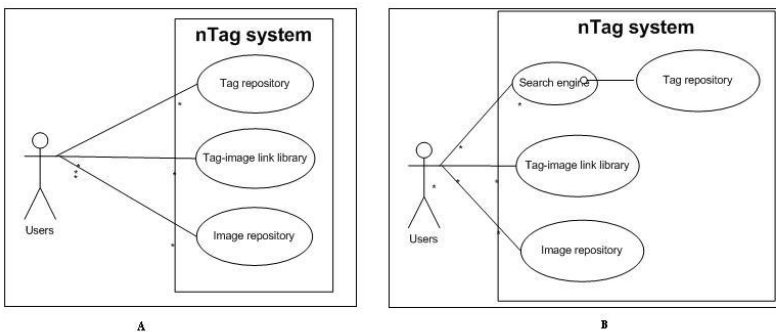 nTag system
Tag repository
*
Tag-image link library
*
*
*
*
Users
Image repository
*
A
nTag system
Search engine
Tag repository
*
*
Tag-image link library
*
*
*
Users
Image repository
*
B